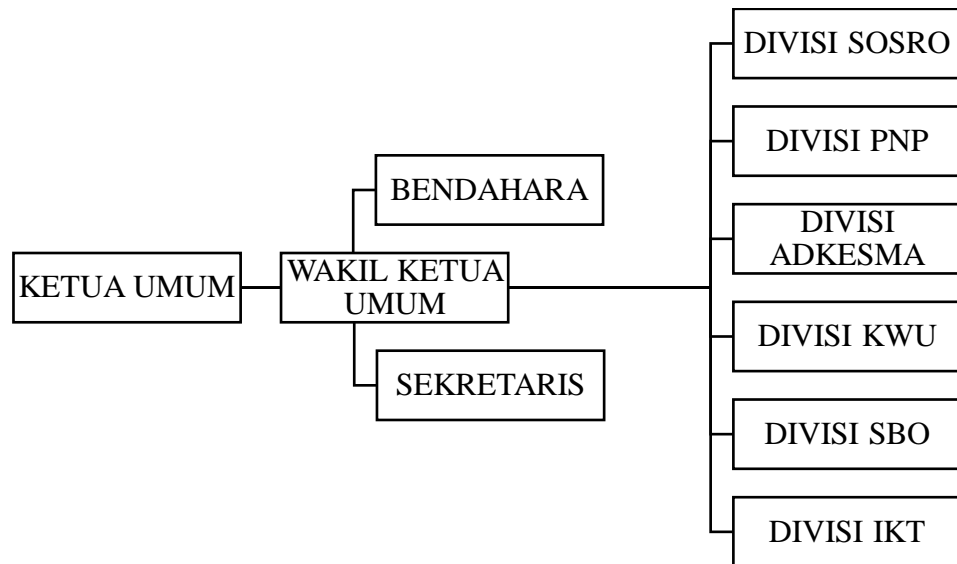 KETUA UMUM
WAKIL KETUA
UMUM
BENDAHARA
SEKRETARIS
DIVISI SOSRO
DIVISI PNP
DIVISI
ADKESMA
DIVISI KWU
DIVISI SBO
DIVISI IKT